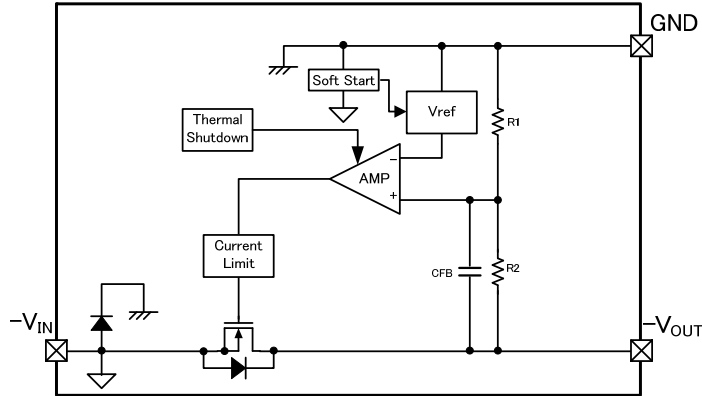 GND
Soft Start
Vref
R1
Thermal
Shutdown
−
AMP
+
Current
Limit
CFB
R2
−VIN
−VOUT